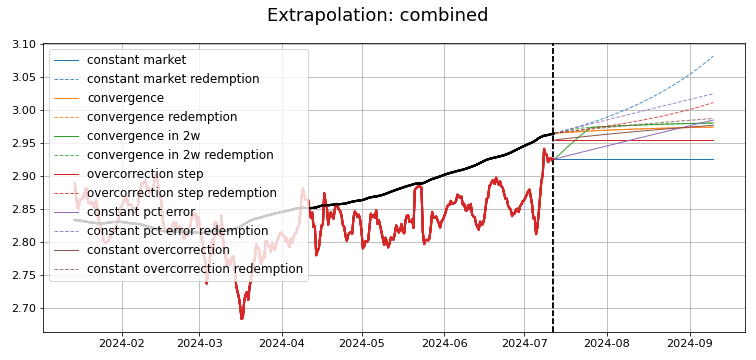 Extrapolation: combined
3.10
3.05
3.00
2.95
2.90
2.85
2.80
2.75
2.70
constant market
constant market redemption
convergence
convergence redemption
convergence in 2w
convergence in 2w redemption
overcorrection step
overcorrection step redemption
constant pct error
constant pct error redemption
constant overcorrection
constant overcorrection redemption
2024-02 2024-03 2024-04 2024-05 2024-06 2024-07 2024-08 2024-09